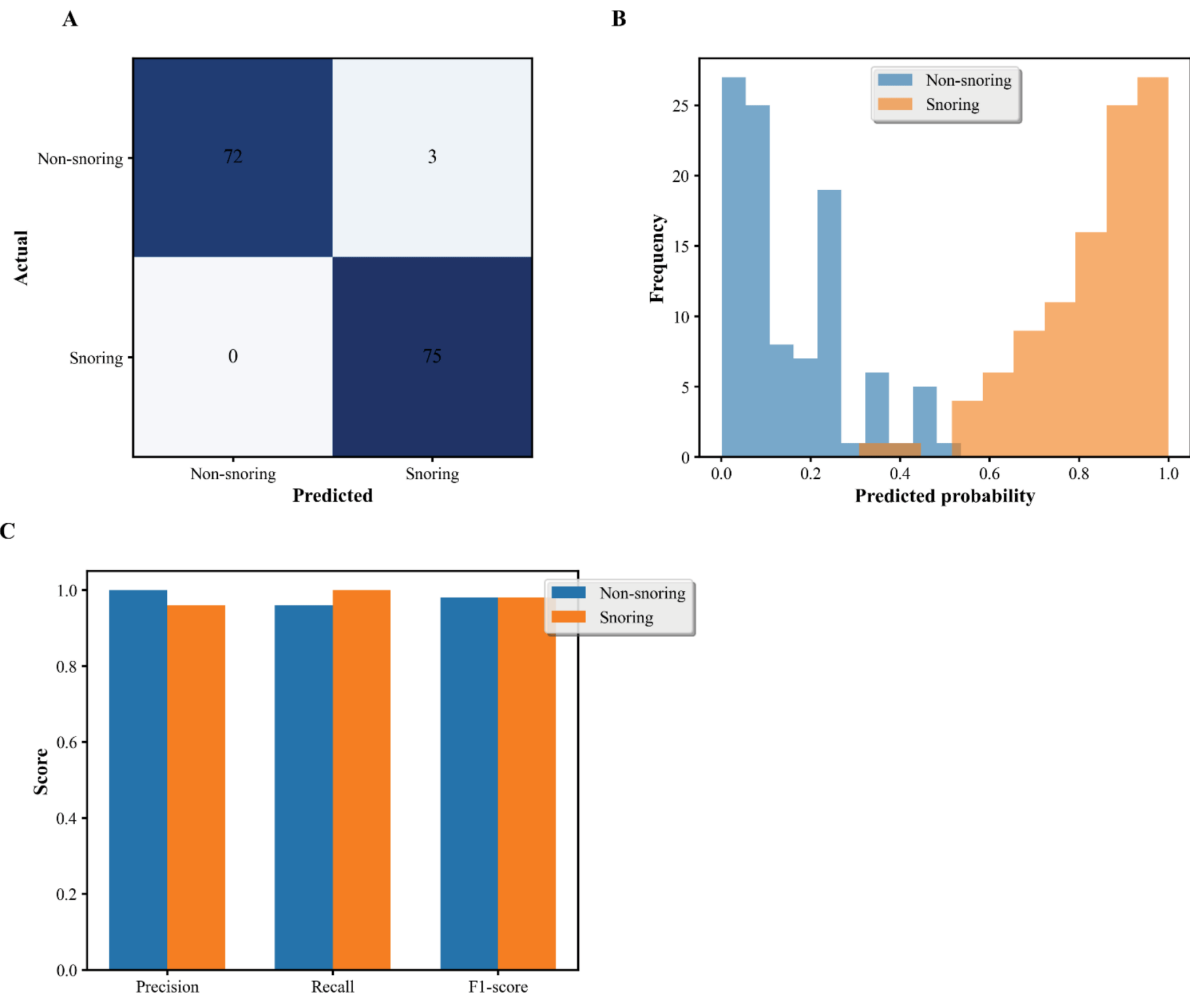 A
Non-snoring
72
3
Actual
Snoring
0
75
Non-snoring
Snoring
Predicted
B
Non-snoring
Snoring
25
20
15
10
5
0
Frequency
0.0
0.2
0.4
0.6
0.8
1.0
Predicted probability
C
Non-snoring
Snoring
1.0
0.8
0.6
0.4
0.2
0.0
Score
Precision
Recall
F1-score